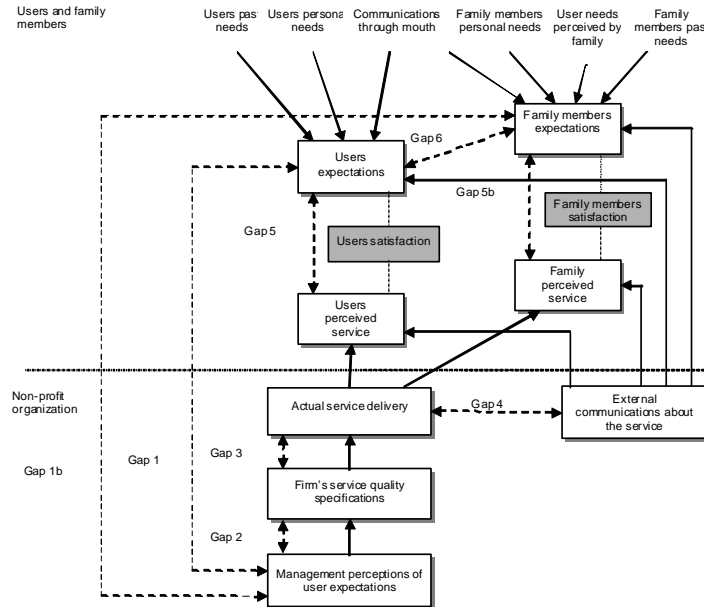 Users and family
members
Users pas
needs
Users persona
needs
Communications
through mouth
Family members
personal needs
User needs
perceived by
family
Family
members pas
needs
Gap 6
Family members
expectations
Users
expectations
Gap 5b
Family members
satisfaction
Gap 5
Users satisfaction
Family
perceived
service
Users
perceived service
Non-profit
organization
Actual service delivery
Gap 4
External
communications about
the service
Gap 1b
Gap 1
Gap 3
Firm's service quality
specifications
Gap 2
Management perceptions of
user expectations